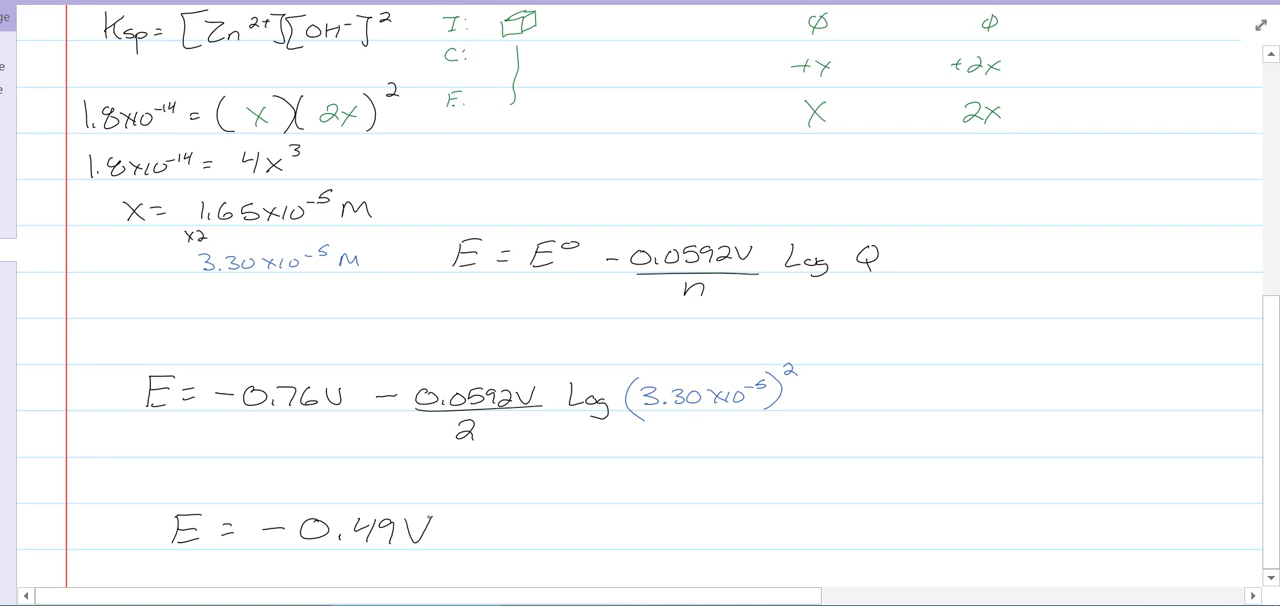 ge
Ksp = [Zn²⁺][OH⁻]²
I: ϕ ϕ
C: +x +2x
E: x 2x
e
e
1.8x10⁻¹⁴ = (x)(2x)²
1.8x10⁻¹⁴ = 4x³
x = 1.65x10⁻⁵ M
x2
3.30x10⁻⁵ M
E = E° - 0.0592V/n Log Q
E = -0.76V - 0.0592V/2 Log (3.30x10⁻⁵)²
E = -0.49V